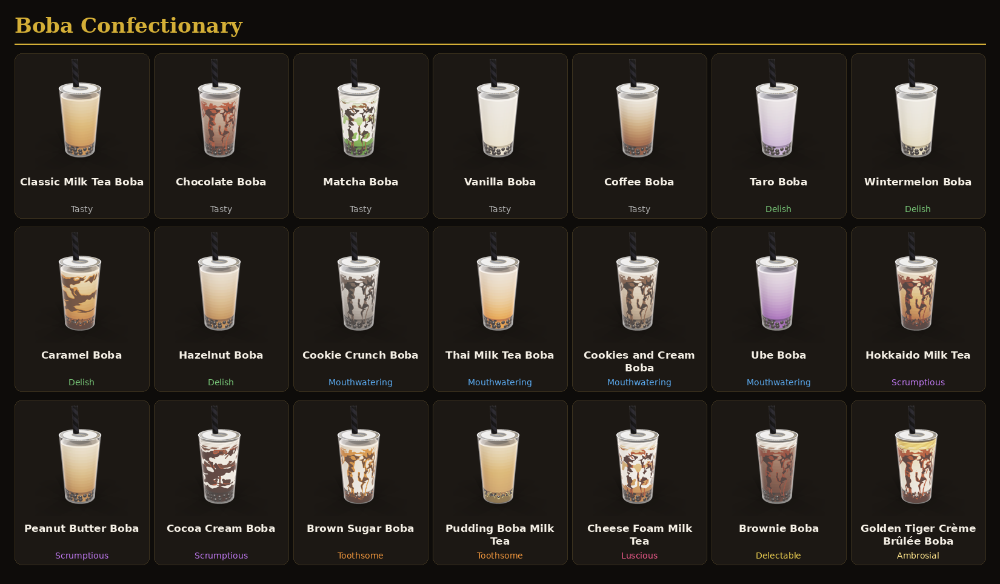 Boba Confectionary
Classic Milk Tea Boba
Tasty
Chocolate Boba
Tasty
Matcha Boba
Tasty
Vanilla Boba
Tasty
Coffee Boba
Tasty
Taro Boba
Delish
Wintermelon Boba
Delish
Caramel Boba
Delish
Hazelnut Boba
Delish
Cookie Crunch Boba
Mouthwatering
Thai Milk Tea Boba
Mouthwatering
Cookies and Cream
Boba
Mouthwatering
Ube Boba
Mouthwatering
Hokkaido Milk Tea
Scrumptious
Peanut Butter Boba
Scrumptious
Cocoa Cream Boba
Scrumptious
Brown Sugar Boba
Toothsome
Pudding Boba Milk
Tea
Toothsome
Cheese Foam Milk
Tea
Luscious
Brownie Boba
Delectable
Golden Tiger Crème
Brûlée Boba
Ambrosial